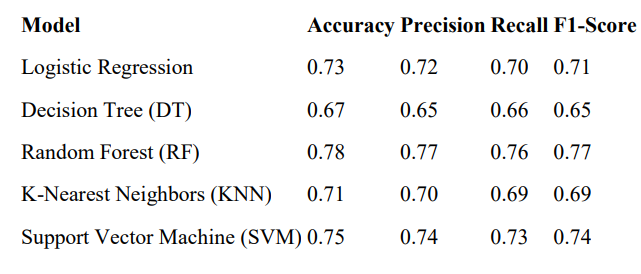 Model Accuracy Precision Recall F1-Score
Logistic Regression 0.73 0.72 0.70 0.71
Decision Tree (DT) 0.67 0.65 0.66 0.65
Random Forest (RF) 0.78 0.77 0.76 0.77
K-Nearest Neighbors (KNN) 0.71 0.70 0.69 0.69
Support Vector Machine (SVM) 0.75 0.74 0.73 0.74